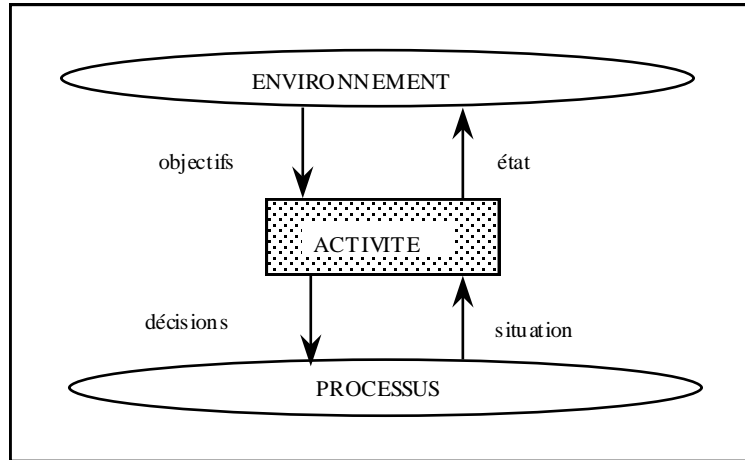 ENVIRONNEMENT
objectifs
état
ACTIVITE
décisions
situation
PROCESSUS